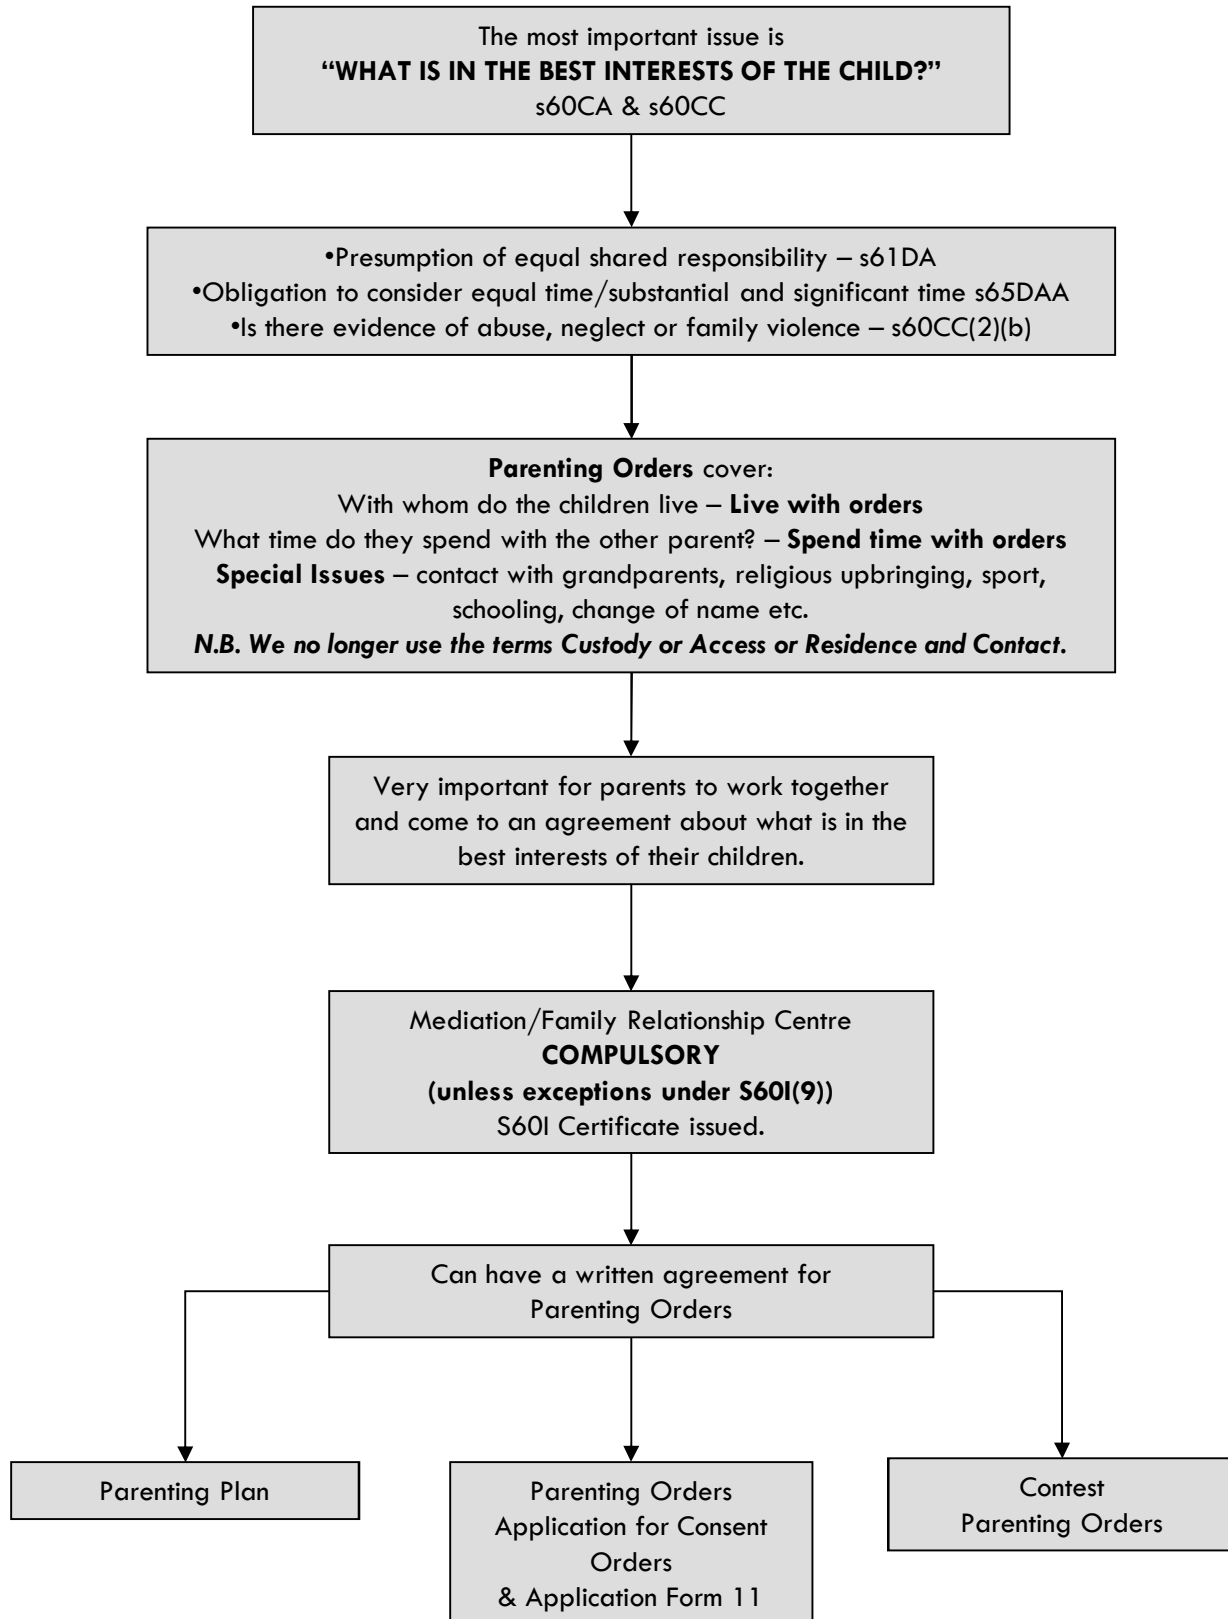 The most important issue is
“WHAT IS IN THE BEST INTERESTS OF THE CHILD?”
s60CA & s60CC
•Presumption of equal shared responsibility – s61DA
•Obligation to consider equal time/substantial and significant time s65DAA
•Is there evidence of abuse, neglect or family violence – s60CC(2)(b)
Parenting Orders cover:
With whom do the children live – Live with orders
What time do they spend with the other parent? – Spend time with orders
Special Issues – contact with grandparents, religious upbringing, sport,
schooling, change of name etc.
N.B. We no longer use the terms Custody or Access or Residence and Contact.
Very important for parents to work together
and come to an agreement about what is in the
best interests of their children.
Mediation/Family Relationship Centre
COMPULSORY
(unless exceptions under S60I(9))
S60I Certificate issued.
Can have a written agreement for
Parenting Orders
Parenting Plan
Parenting Orders
Application for Consent
Orders
& Application Form 11
Contest
Parenting Orders